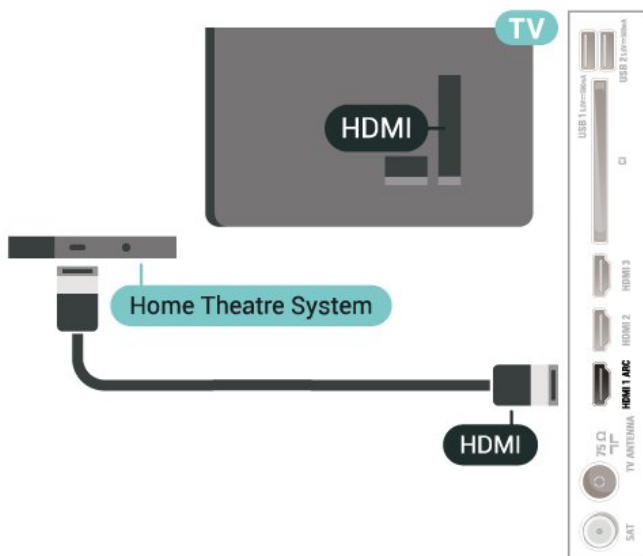 TV
HDMI
Home Theatre System
HDMI
USB 2
USB 1
CI
HDMI 3
HDMI 2
HDMI 1 ARC
75 Ω
TV ANTENNA
SAT